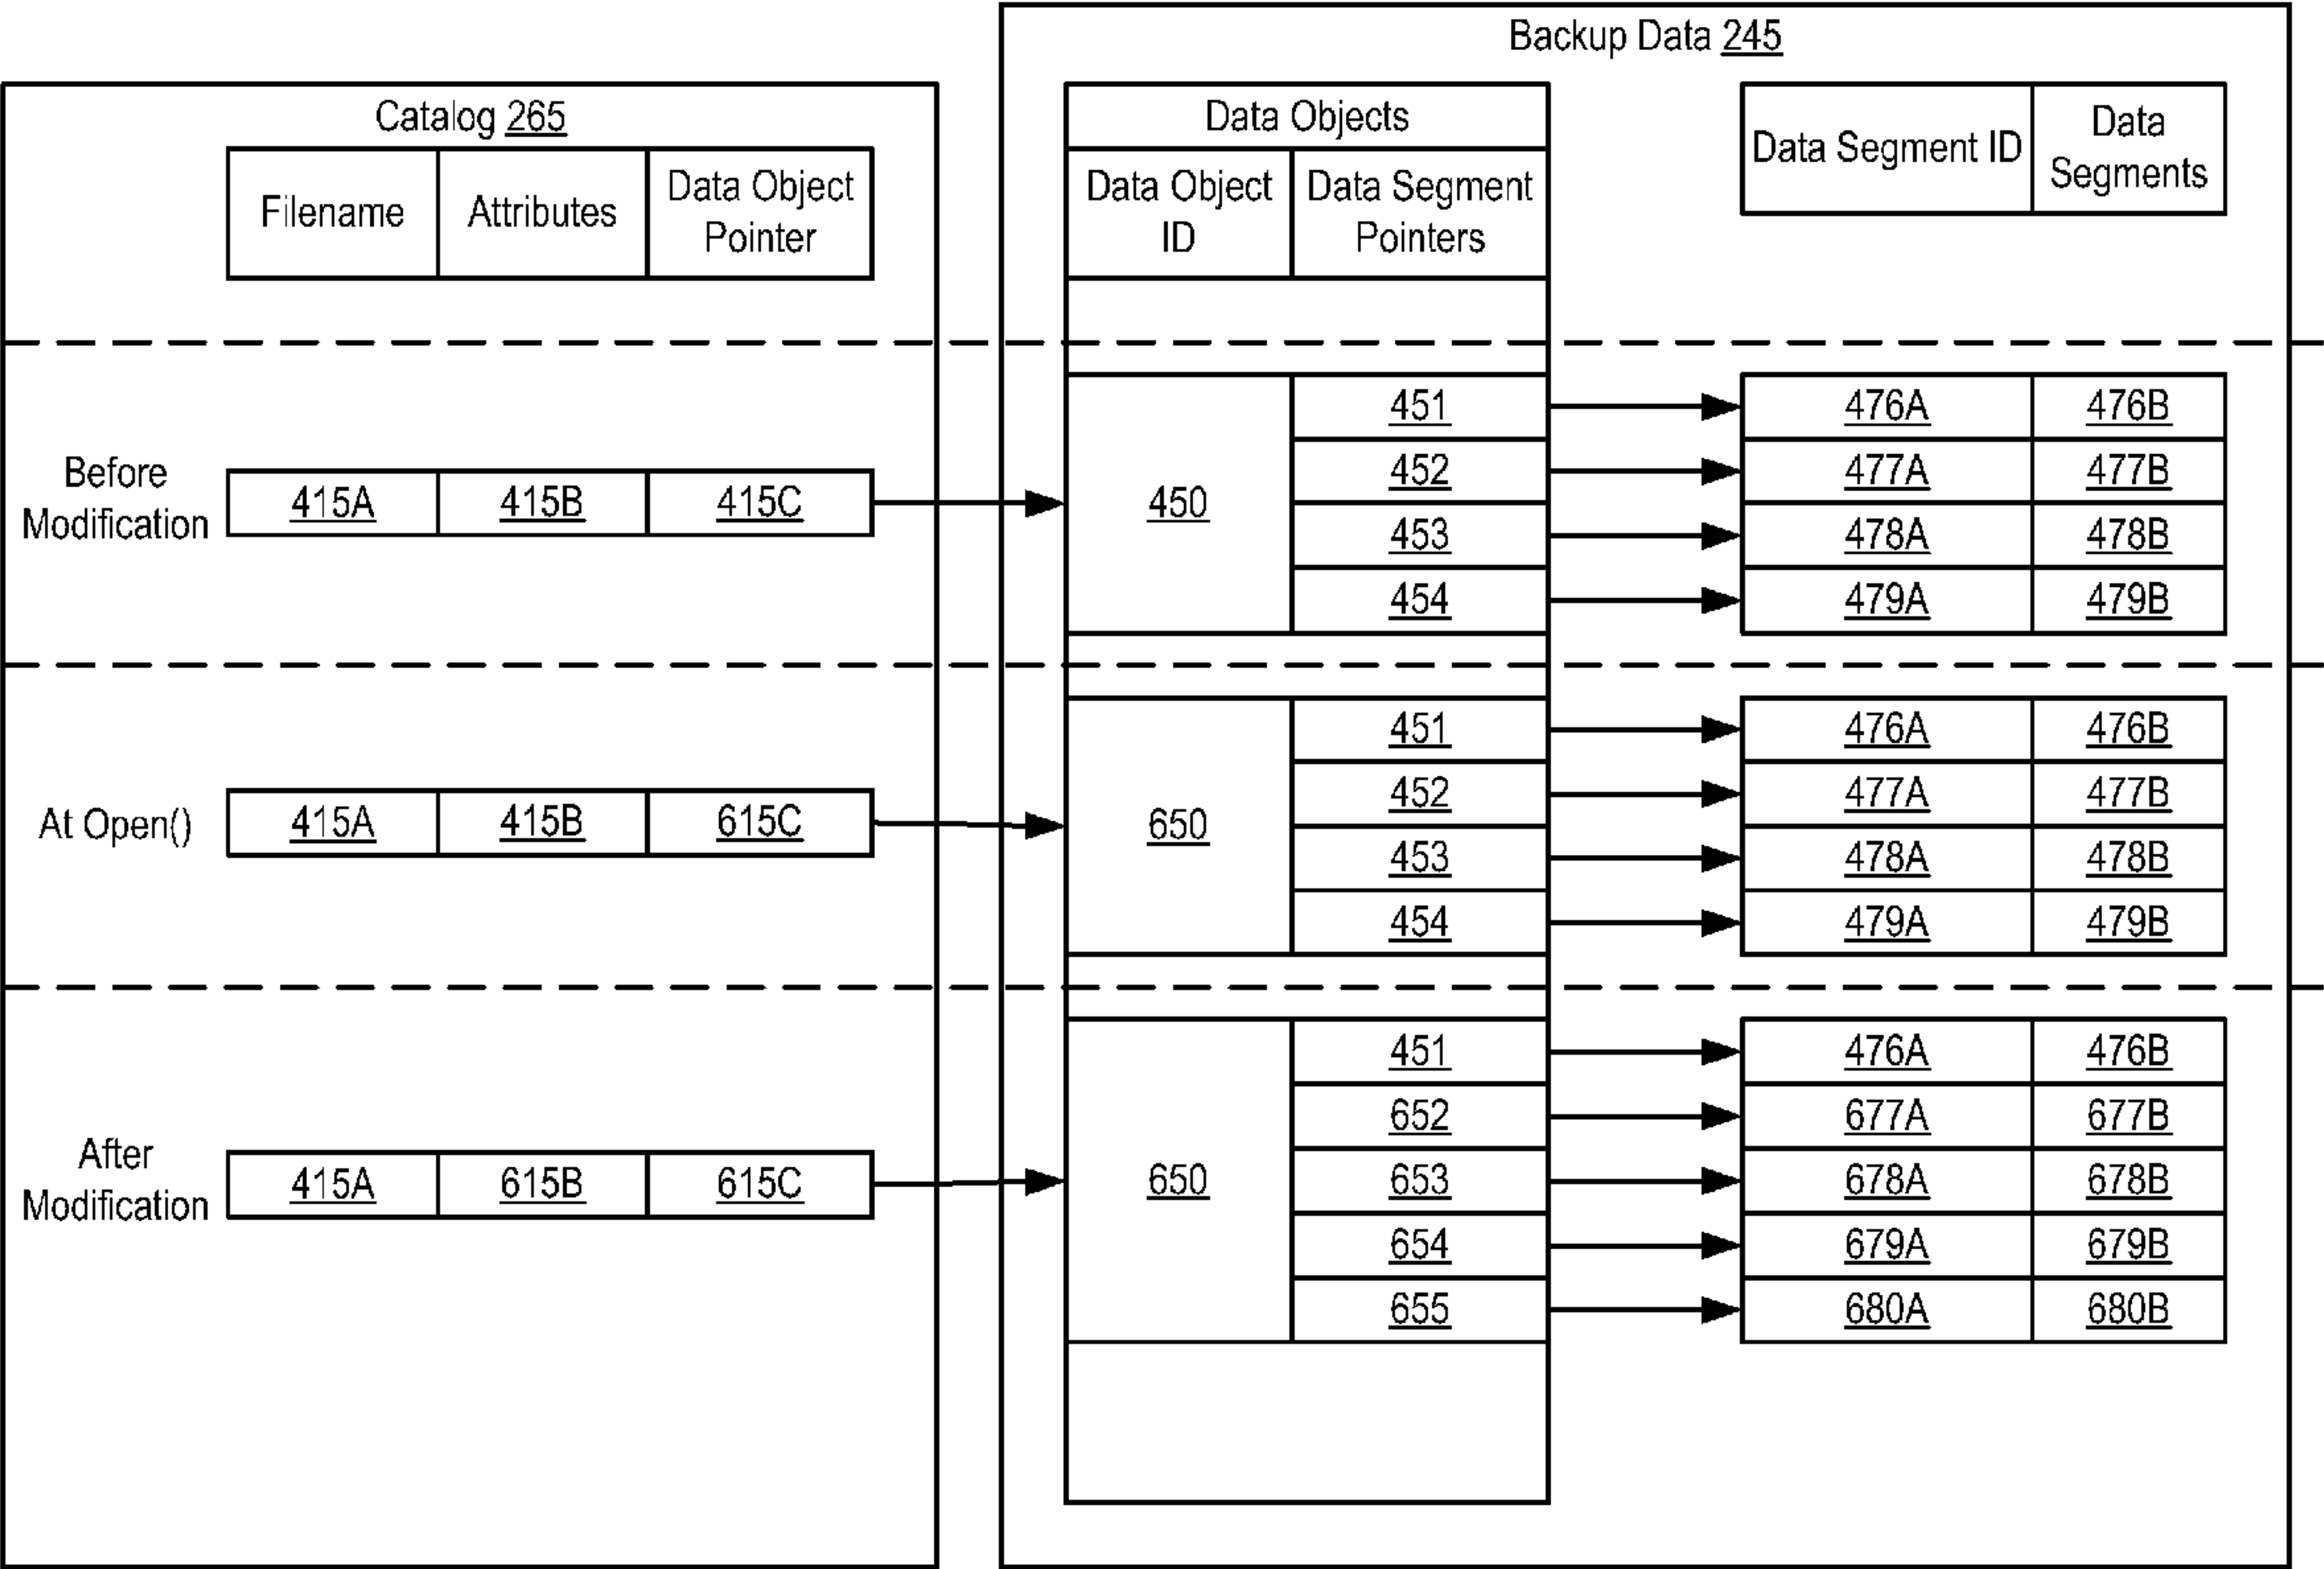 Backup Data 245
Catalog 265
Filename
Attributes
Data Object
Pointer
Data Objects
Data Object
ID
Data Segment
Pointers
Data Segment ID
Data
Segments
Before
Modification
415A
415B
415C
450
451
476A
476B
452
477A
477B
453
478A
478B
454
479A
479B
At Open()
415A
415B
615C
650
451
476A
476B
452
477A
477B
453
478A
478B
454
479A
479B
After
Modification
415A
615B
615C
650
451
476A
476B
652
677A
677B
653
678A
678B
654
679A
679B
655
680A
680B